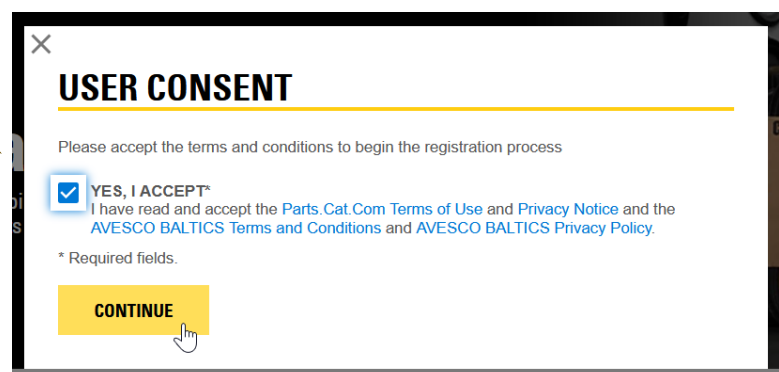 USER CONSENT
Please accept the terms and conditions to begin the registration process
YES, I ACCEPT*
I have read and accept the Parts.Cat.Com Terms of Use and Privacy Notice and the
AVESCO BALTICS Terms and Conditions and AVESCO BALTICS Privacy Policy.
* Required fields.
CONTINUE